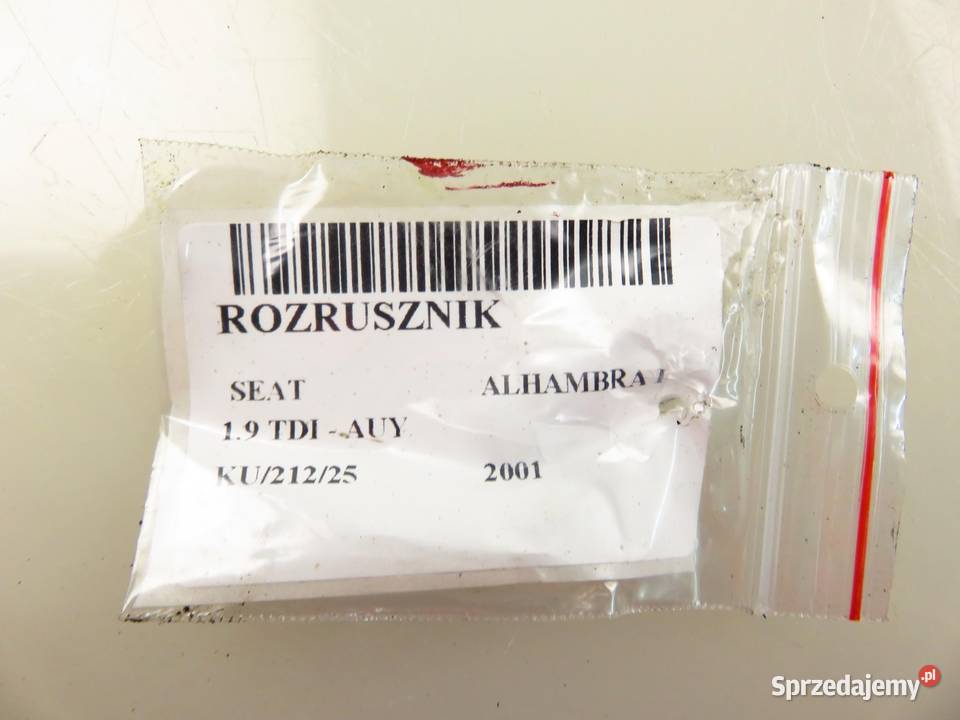 ROZRUSZNIK
SEAT ALHAMBRA
1.9 TDI - AUY
KU/212/25 2001
Sprzedajemy.pl